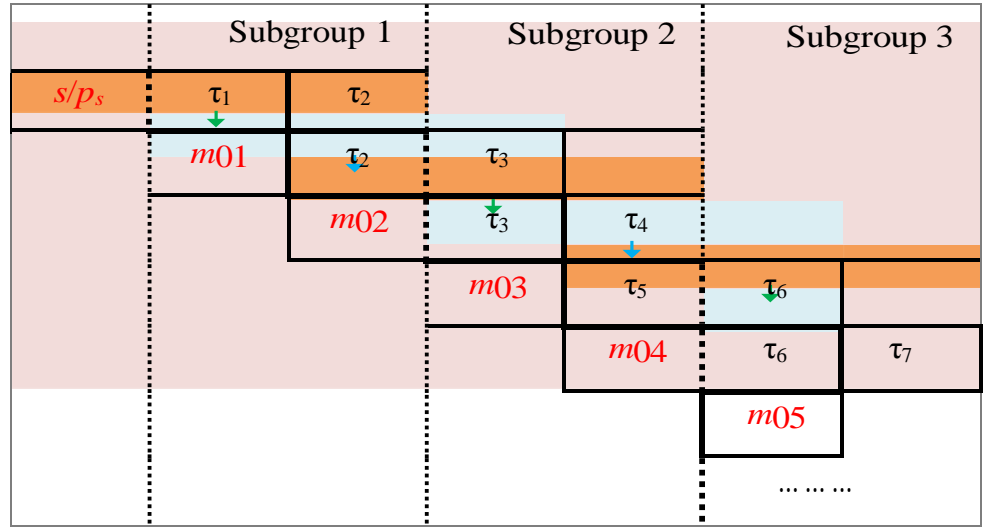 Subgroup 1 Subgroup 2 Subgroup 3
s/pₛ τ₁ τ₂
m01 τ₂ τ₃
m02 τ₃ τ₄
m03 τ₅ τ₆
m04 τ₆ τ₇
m05
... ... ...